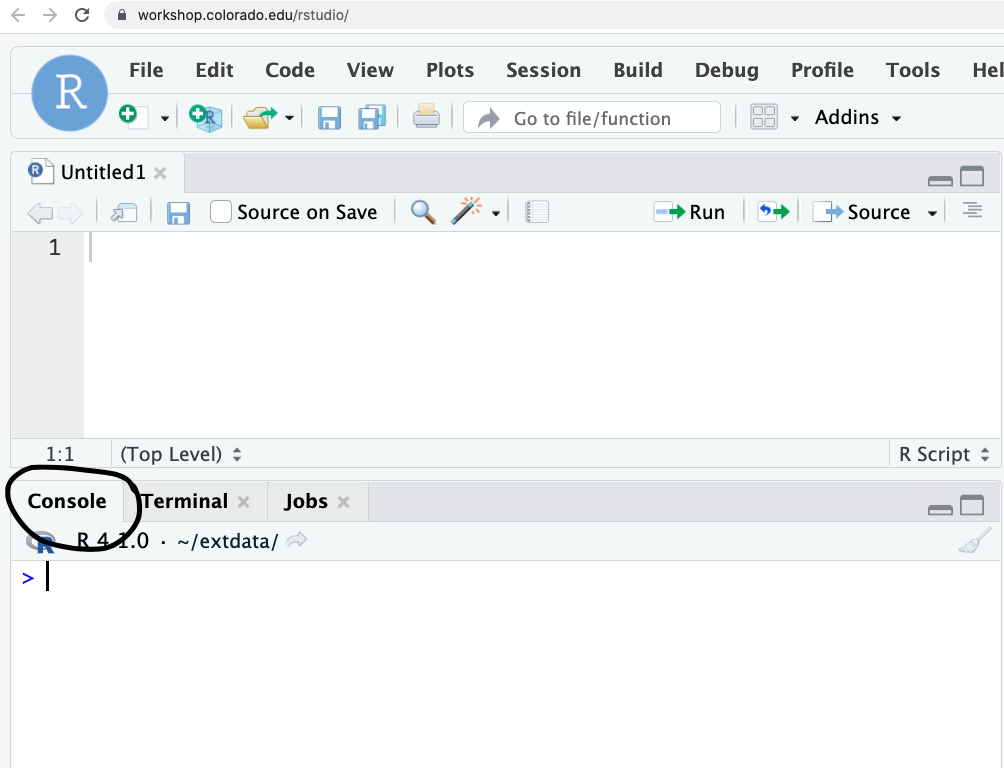 workshop.colorado.edu/rstudio/
R File Edit Code View Plots Session Build Debug Profile Tools Hel
R Go to file/function Addins
R Untitled1
Source on Save Run Source
1
1:1 (Top Level) R Script
Console Terminal Jobs
R R 4.1.0 · ~/extdata/
>